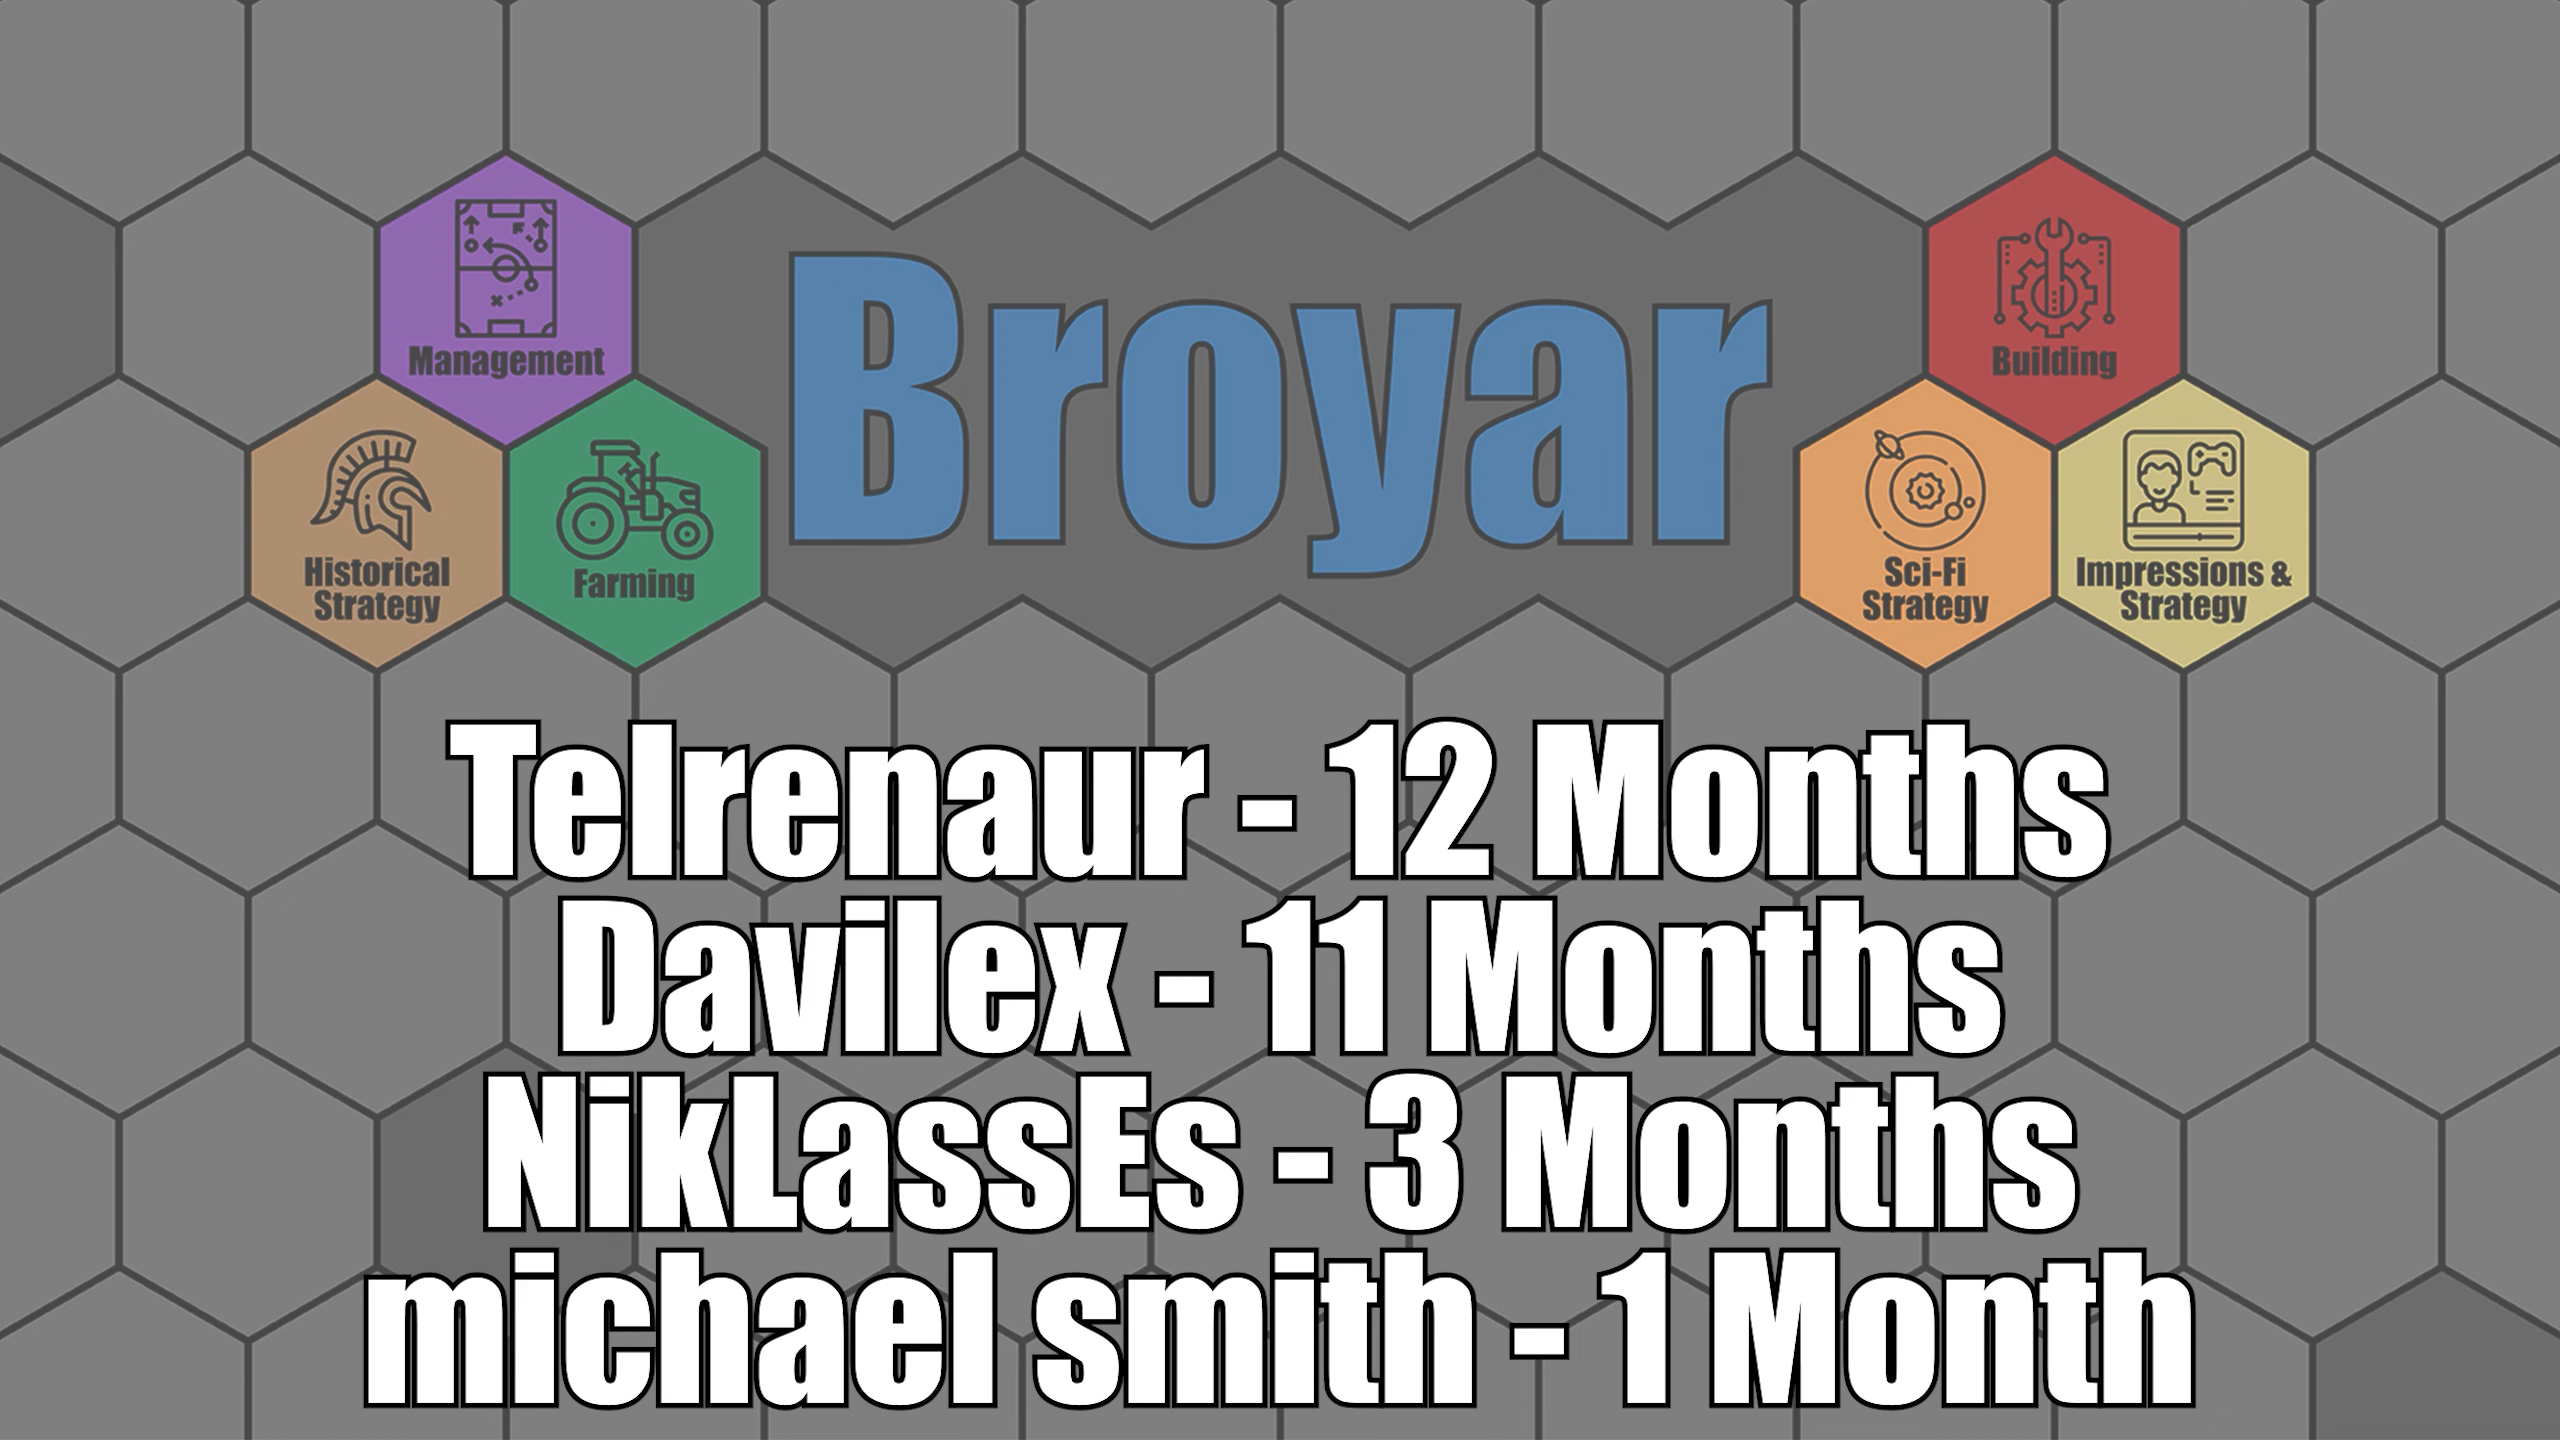 Management
Historical
Strategy
Farming
Broyar
Building
Sci-Fi
Strategy
Impressions &
Strategy
Telrenaur - 12 Months
Davilex - 11 Months
NikLassEs - 3 Months
michael smith - 1 Month